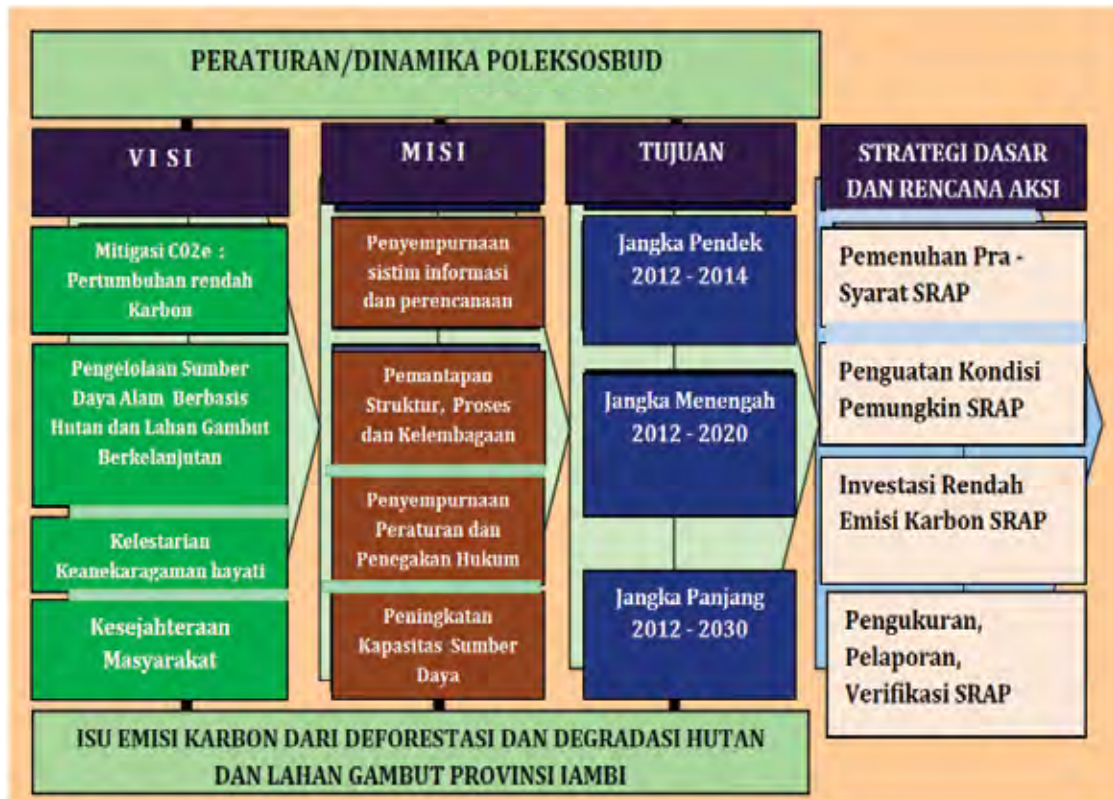 PERATURAN/DINAMIKA POLEKSOSBUD
V I S I
Mitigasi C02e :
Pertumbuhan rendah
Karbon
Pengelolaan Sumber
Daya Alam Berbasis
Hutan dan Lahan Gambut
Berkelanjutan
Kelestarian
Keanekaragaman hayati
Kesejahteraan
Masyarakat
M I S I
Penyempurnaan
sistim informasi
dan perencanaan
Pemantapan
Struktur, Proses
dan Kelembagaan
Penyempurnaan
Peraturan dan
Penegakan Hukum
Peningkatan
Kapasitas Sumber
Daya
TUJUAN
Jangka Pendek
2012 - 2014
Jangka Menengah
2012 - 2020
Jangka Panjang
2012 - 2030
STRATEGI DASAR
DAN RENCANA AKSI
Pemenuhan Pra -
Syarat SRAP
Penguatan Kondisi
Pemungkin SRAP
Investasi Rendah
Emisi Karbon SRAP
Pengukuran,
Pelaporan,
Verifikasi SRAP
ISU EMISI KARBON DARI DEFORESTASI DAN DEGRADASI HUTAN
DAN LAHAN GAMBUT PROVINSI JAMBI